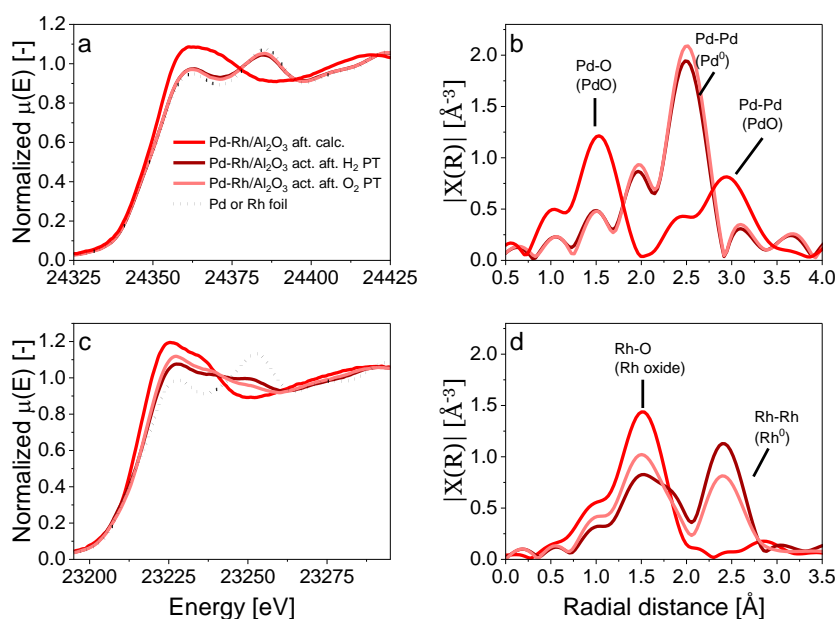 a
Normalized μ(E) [-]
1.2
1.0
0.8
0.6
0.4
0.2
0.0
Pd-Rh/Al₂O₃ aft. calc.
Pd-Rh/Al₂O₃ act. aft. H₂ PT
Pd-Rh/Al₂O₃ act. aft. O₂ PT
Pd or Rh foil
24325 24350 24375 24400 24425
b
|X(R)| [Å⁻³]
2.0
1.5
1.0
0.5
0.0
Pd-O
(PdO)
Pd-Pd
(Pd⁰)
Pd-Pd
(PdO)
0.5 1.0 1.5 2.0 2.5 3.0 3.5 4.0
c
Normalized μ(E) [-]
1.2
1.0
0.8
0.6
0.4
0.2
0.0
23200 23225 23250 23275
Energy [eV]
d
|X(R)| [Å⁻³]
2.0
1.5
1.0
0.5
0.0
Rh-O
(Rh oxide)
Rh-Rh
(Rh⁰)
0.0 0.5 1.0 1.5 2.0 2.5 3.0 3.5
Radial distance [Å]